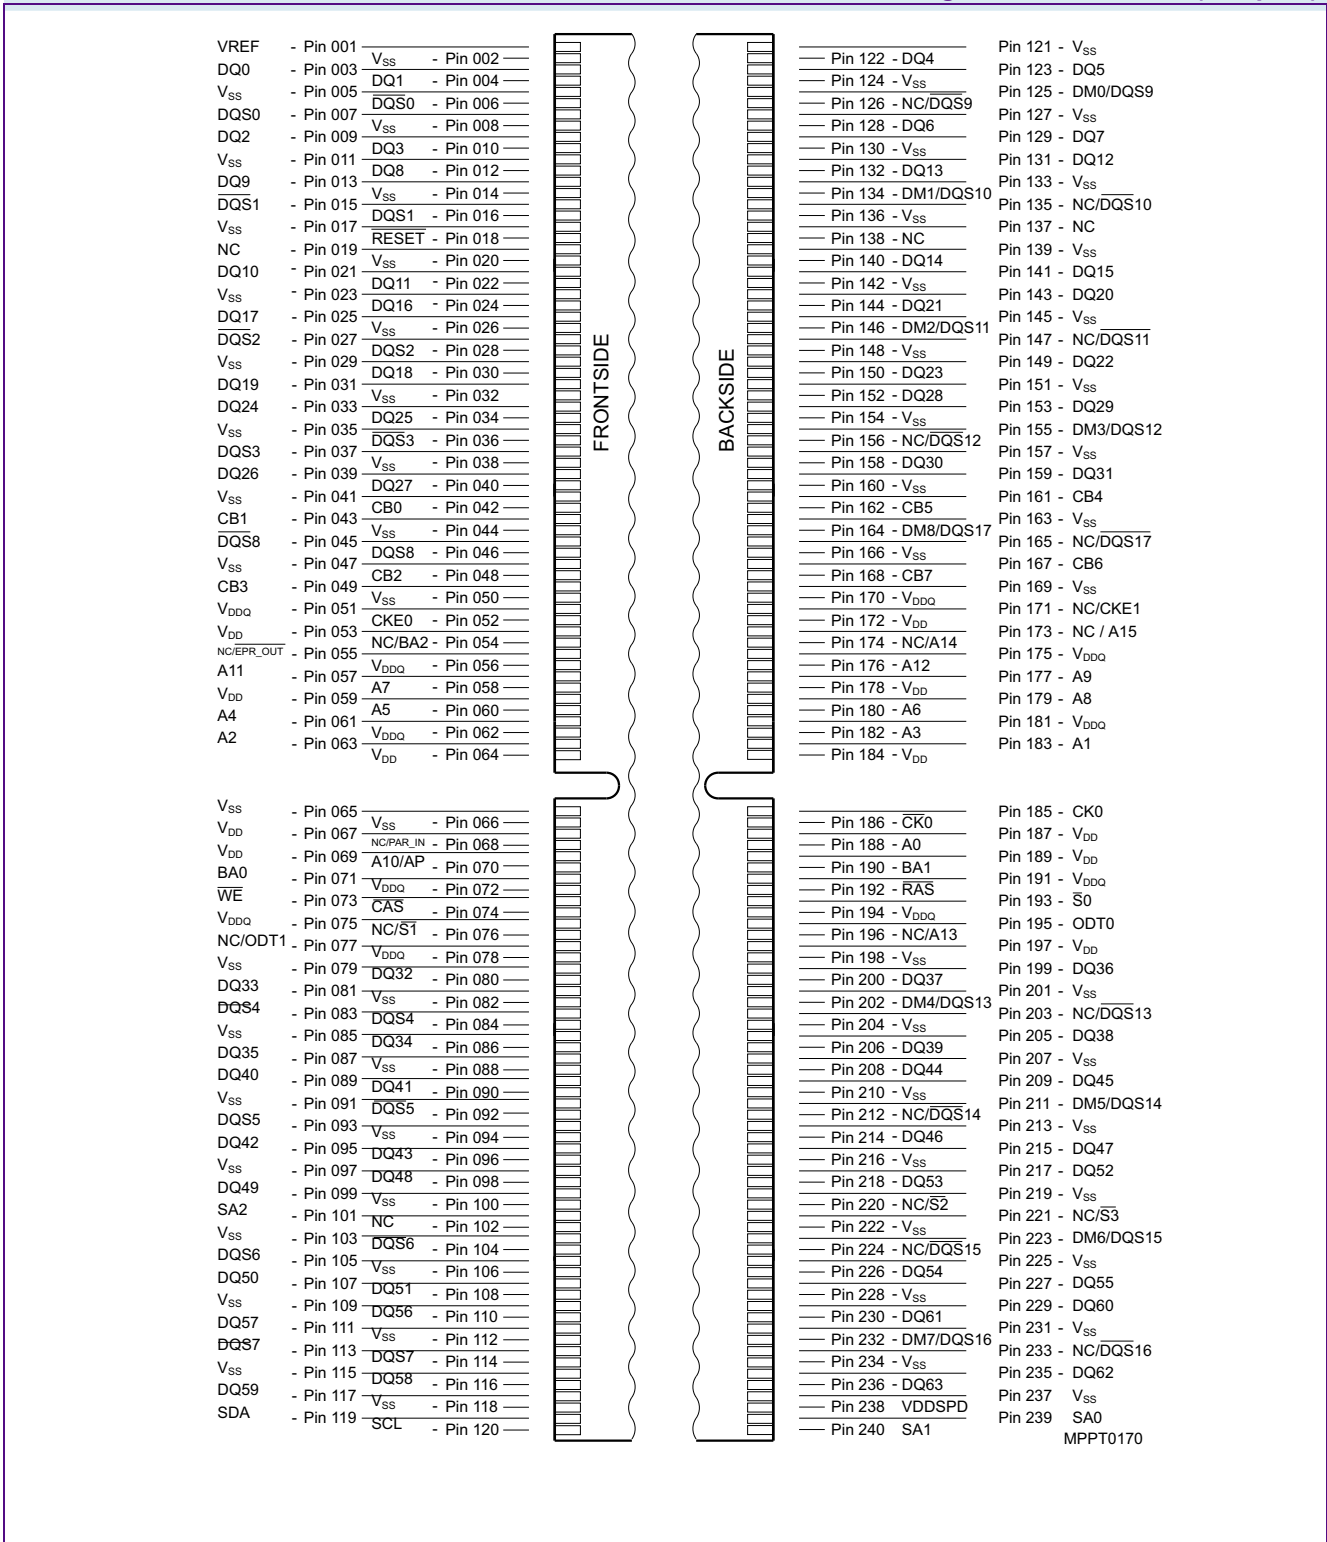 VREF - Pin 001 Pin 121 - VSS
VSS - Pin 002 Pin 122 - DQ4
DQ0 - Pin 003 Pin 123 - DQ5
DQ1 - Pin 004 Pin 124 - VSS
VSS - Pin 005 Pin 125 - DM0/DQS9
DQS0 - Pin 006 Pin 126 - NC/DQS9
DQS0 - Pin 007 Pin 127 - VSS
VSS - Pin 008 Pin 128 - DQ6
DQ2 - Pin 009 Pin 129 - DQ7
DQ3 - Pin 010 Pin 130 - VSS
VSS - Pin 011 Pin 131 - DQ12
DQ8 - Pin 012 Pin 132 - DQ13
DQ9 - Pin 013 Pin 133 - VSS
VSS - Pin 014 Pin 134 - DM1/DQS10
DQS1 - Pin 015 Pin 135 - NC/DQS10
DQS1 - Pin 016 Pin 136 - VSS
VSS - Pin 017 Pin 137 - NC
RESET - Pin 018 Pin 138 - NC
NC - Pin 019 Pin 139 - VSS
VSS - Pin 020 Pin 140 - DQ14
DQ10 - Pin 021 Pin 141 - DQ15
DQ11 - Pin 022 Pin 142 - VSS
VSS - Pin 023 Pin 143 - DQ20
DQ16 - Pin 024 Pin 144 - DQ21
DQ17 - Pin 025 Pin 145 - VSS
VSS - Pin 026 Pin 146 - DM2/DQS11
DQS2 - Pin 027 Pin 147 - NC/DQS11
DQS2 - Pin 028 Pin 148 - VSS
VSS - Pin 029 Pin 149 - DQ22
DQ18 - Pin 030 Pin 150 - DQ23
DQ19 - Pin 031 Pin 151 - VSS
VSS - Pin 032 Pin 152 - DQ28
FRONTSIDE
BACKSIDE
DQ24 - Pin 033 Pin 153 - DQ29
DQ25 - Pin 034 Pin 154 - VSS
VSS - Pin 035 Pin 155 - DM3/DQS12
DQS3 - Pin 036 Pin 156 - NC/DQS12
DQS3 - Pin 037 Pin 157 - VSS
VSS - Pin 038 Pin 158 - DQ30
DQ26 - Pin 039 Pin 159 - DQ31
DQ27 - Pin 040 Pin 160 - VSS
VSS - Pin 041 Pin 161 - CB4
CB0 - Pin 042 Pin 162 - CB5
CB1 - Pin 043 Pin 163 - VSS
VSS - Pin 044 Pin 164 - DM8/DQS17
DQS8 - Pin 045 Pin 165 - NC/DQS17
DQS8 - Pin 046 Pin 166 - VSS
VSS - Pin 047 Pin 167 - CB6
CB2 - Pin 048 Pin 168 - CB7
CB3 - Pin 049 Pin 169 - VSS
VSS - Pin 050 Pin 170 - VDDQ
VDDQ - Pin 051 Pin 171 - NC/CKE1
CKE0 - Pin 052 Pin 172 - VDD
VDD - Pin 053 Pin 173 - NC / A15
NC/BA2 - Pin 054 Pin 174 - NC/A14
NC/EPR_OUT - Pin 055 Pin 175 - VDDQ
VDDQ - Pin 056 Pin 176 - A12
A11 - Pin 057 Pin 177 - A9
A7 - Pin 058 Pin 178 - VDD
VDD - Pin 059 Pin 179 - A8
A5 - Pin 060 Pin 180 - A6
A4 - Pin 061 Pin 181 - VDDQ
VDDQ - Pin 062 Pin 182 - A3
A2 - Pin 063 Pin 183 - A1
VDD - Pin 064 Pin 184 - VDD
VSS - Pin 065 Pin 185 - CK0
VSS - Pin 066 Pin 186 - CK0
VDD - Pin 067 Pin 187 - VDD
NC/PAR_IN - Pin 068 Pin 188 - A0
VDD - Pin 069 Pin 189 - VDD
A10/AP - Pin 070 Pin 190 - BA1
BA0 - Pin 071 Pin 191 - VDDQ
VDDQ - Pin 072 Pin 192 - RAS
WE - Pin 073 Pin 193 - S0
CAS - Pin 074 Pin 194 - VDDQ
VDDQ - Pin 075 Pin 195 - ODT0
NC/S1 - Pin 076 Pin 196 - NC/A13
NC/ODT1 - Pin 077 Pin 197 - VDD
VDDQ - Pin 078 Pin 198 - VSS
VSS - Pin 079 Pin 199 - DQ36
DQ32 - Pin 080 Pin 200 - DQ37
DQ33 - Pin 081 Pin 201 - VSS
VSS - Pin 082 Pin 202 - DM4/DQS13
DQS4 - Pin 083 Pin 203 - NC/DQS13
DQS4 - Pin 084 Pin 204 - VSS
VSS - Pin 085 Pin 205 - DQ38
DQ34 - Pin 086 Pin 206 - DQ39
DQ35 - Pin 087 Pin 207 - VSS
VSS - Pin 088 Pin 208 - DQ44
DQ40 - Pin 089 Pin 209 - DQ45
DQ41 - Pin 090 Pin 210 - VSS
VSS - Pin 091 Pin 211 - DM5/DQS14
DQS5 - Pin 092 Pin 212 - NC/DQS14
DQS5 - Pin 093 Pin 213 - VSS
VSS - Pin 094 Pin 214 - DQ46
DQ42 - Pin 095 Pin 215 - DQ47
DQ43 - Pin 096 Pin 216 - VSS
VSS - Pin 097 Pin 217 - DQ52
DQ48 - Pin 098 Pin 218 - DQ53
DQ49 - Pin 099 Pin 219 - VSS
VSS - Pin 100 Pin 220 - NC/S2
SA2 - Pin 101 Pin 221 - NC/S3
NC - Pin 102 Pin 222 - VSS
VSS - Pin 103 Pin 223 - DM6/DQS15
DQS6 - Pin 104 Pin 224 - NC/DQS15
DQS6 - Pin 105 Pin 225 - VSS
VSS - Pin 106 Pin 226 - DQ54
DQ50 - Pin 107 Pin 227 - DQ55
DQ51 - Pin 108 Pin 228 - VSS
VSS - Pin 109 Pin 229 - DQ60
DQ56 - Pin 110 Pin 230 - DQ61
DQ57 - Pin 111 Pin 231 - VSS
VSS - Pin 112 Pin 232 - DM7/DQS16
DQS7 - Pin 113 Pin 233 - NC/DQS16
DQS7 - Pin 114 Pin 234 - VSS
VSS - Pin 115 Pin 235 - DQ62
DQ58 - Pin 116 Pin 236 - DQ63
DQ59 - Pin 117 Pin 237 VSS
VSS - Pin 118 Pin 238 VDDSPD
SDA - Pin 119 Pin 239 SA0
SCL - Pin 120 Pin 240 SA1
MPPT0170